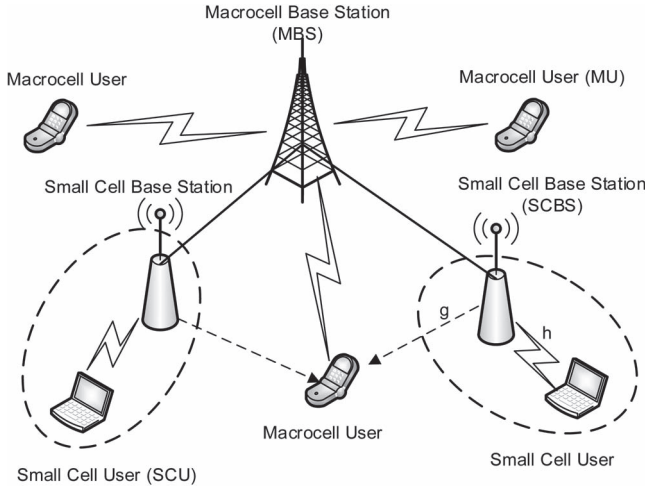 Macrocell Base Station
(MBS)
Macrocell User
Macrocell User (MU)
Small Cell Base Station
Small Cell Base Station
(SCBS)
g
h
Macrocell User
Small Cell User
Small Cell User (SCU)